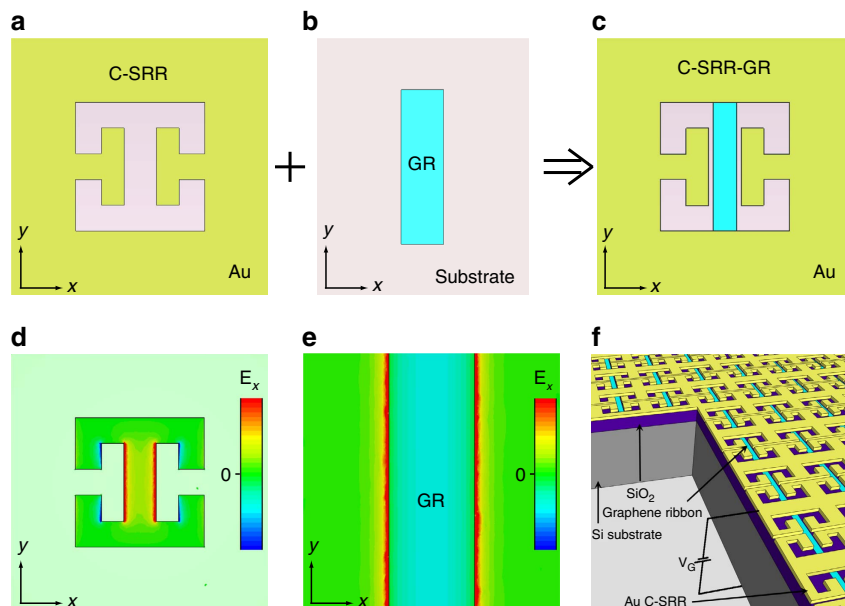 a
b
c
C-SRR
C-SRR-GR
GR
y
y
y
x
Au
x
Substrate
x
Au
d
e
f
Ex
Ex
0
0
GR
SiO2
Graphene ribbon
Si substrate
y
y
VG
x
x
Au C-SRR